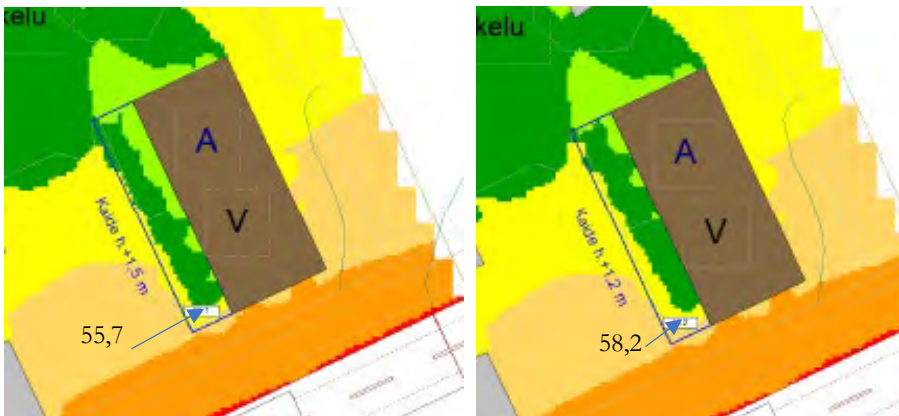 kelu
A
V
Kaide h.+1,5 m
55,7
kelu
A
V
Kaide h.+1,2 m
58,2